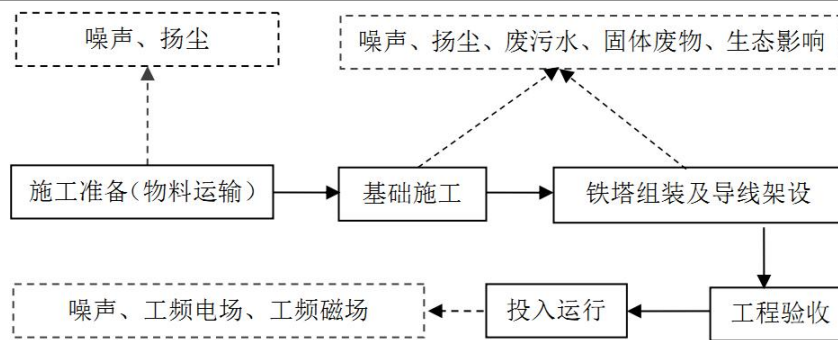 噪声、扬尘
噪声、扬尘、废污水、固体废物、生态影响
施工准备（物料运输）
基础施工
铁塔组装及导线架设
噪声、工频电场、工频磁场
投入运行
工程验收